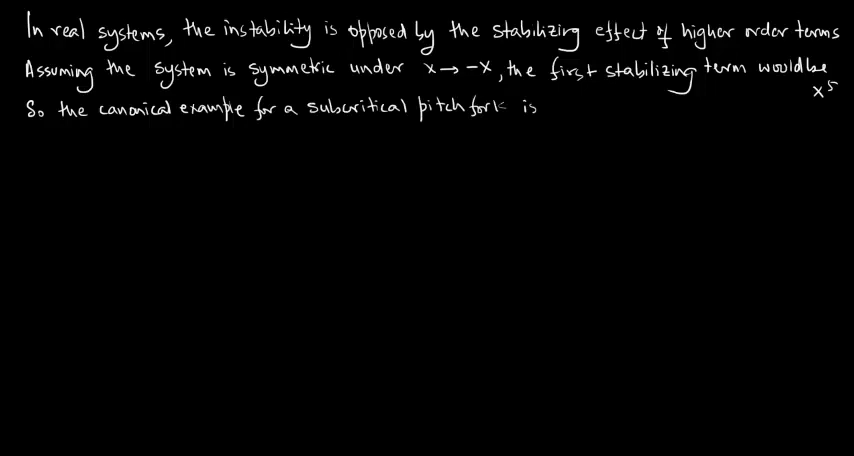 In real systems, the instability is opposed by the stabilizing effect of higher order terms
Assuming the system is symmetric under x → -x, the first stabilizing term would be
x⁵
So the canonical example for a subcritical pitchfork is